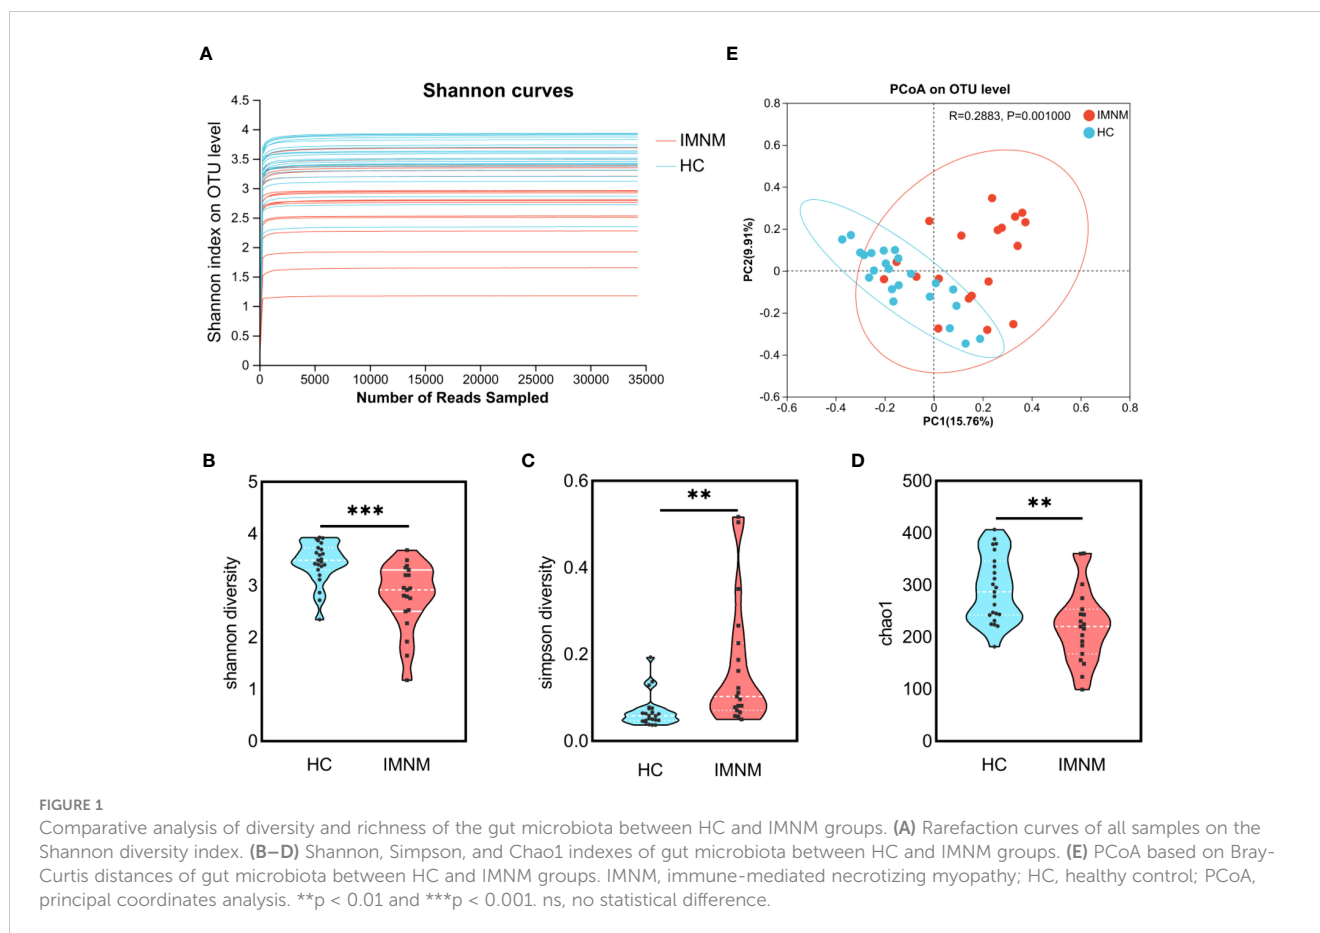 A
Shannon curves
4.5
4
3.5
3
2.5
2
1.5
1
0.5
0
Shannon index on OTU level
0 5000 10000 15000 20000 25000 30000 35000
Number of Reads Sampled
IMNM
HC
E
PCoA on OTU level
R=0.2883, P=0.001000
IMNM
HC
0.8
0.6
0.4
0.2
0
-0.2
-0.4
-0.6
PC2(9.91%)
-0.6 -0.4 -0.2 0 0.2 0.4 0.6 0.8
PC1(15.76%)
B
5
4
3
2
1
0
shannon diversity
***
HC IMNM
C
0.6
0.4
0.2
0.0
simpson diversity
**
HC IMNM
D
500
400
300
200
100
0
chao1
**
HC IMNM
FIGURE 1
Comparative analysis of diversity and richness of the gut microbiota between HC and IMNM groups. (A) Rarefaction curves of all samples on the
Shannon diversity index. (B–D) Shannon, Simpson, and Chao1 indexes of gut microbiota between HC and IMNM groups. (E) PCoA based on Bray-
Curtis distances of gut microbiota between HC and IMNM groups. IMNM, immune-mediated necrotizing myopathy; HC, healthy control; PCoA,
principal coordinates analysis. **p < 0.01 and ***p < 0.001. ns, no statistical difference.